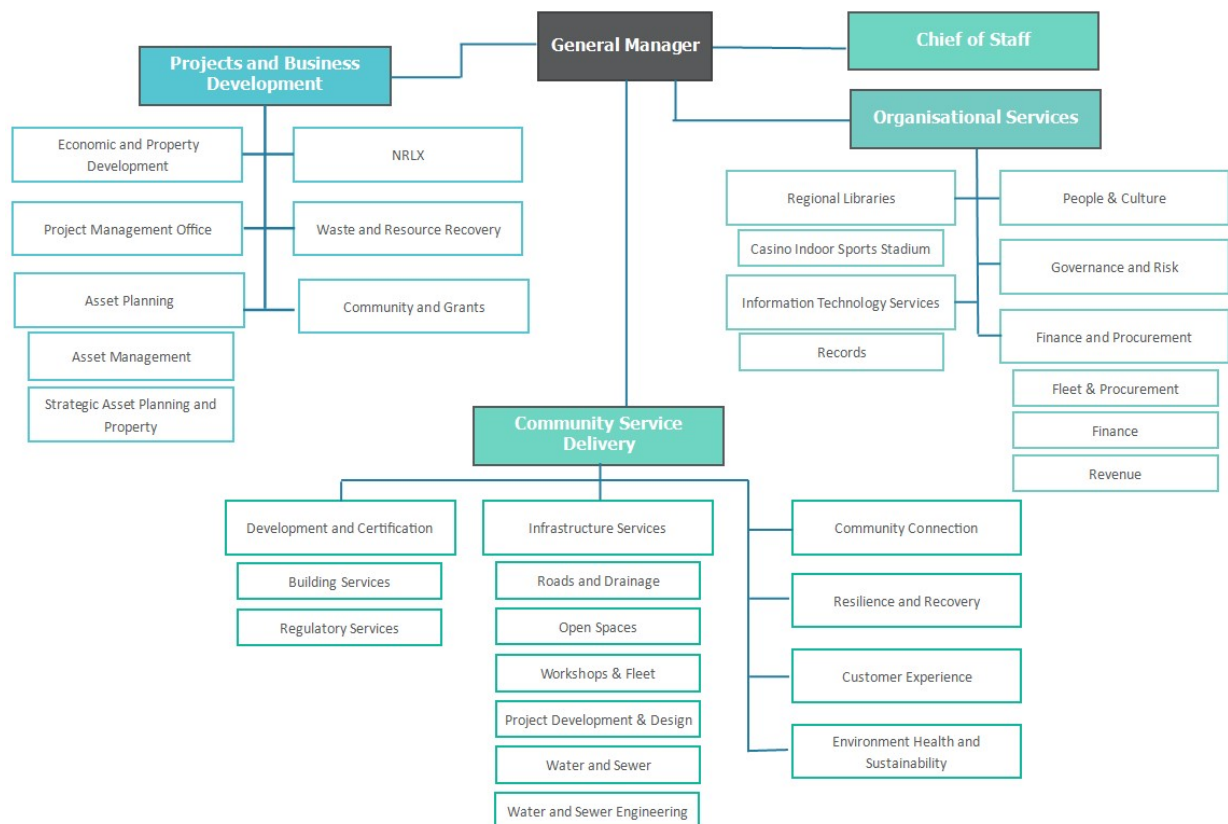 General Manager
Chief of Staff
Projects and Business
Development
Organisational Services
Economic and Property
Development
NRLX
Project Management Office
Waste and Resource Recovery
Asset Planning
Community and Grants
Asset Management
Strategic Asset Planning and
Property
Regional Libraries
People & Culture
Casino Indoor Sports Stadium
Governance and Risk
Information Technology Services
Records
Finance and Procurement
Fleet & Procurement
Finance
Revenue
Community Service
Delivery
Development and Certification
Building Services
Regulatory Services
Infrastructure Services
Roads and Drainage
Open Spaces
Workshops & Fleet
Project Development & Design
Water and Sewer
Water and Sewer Engineering
Community Connection
Resilience and Recovery
Customer Experience
Environment Health and
Sustainability